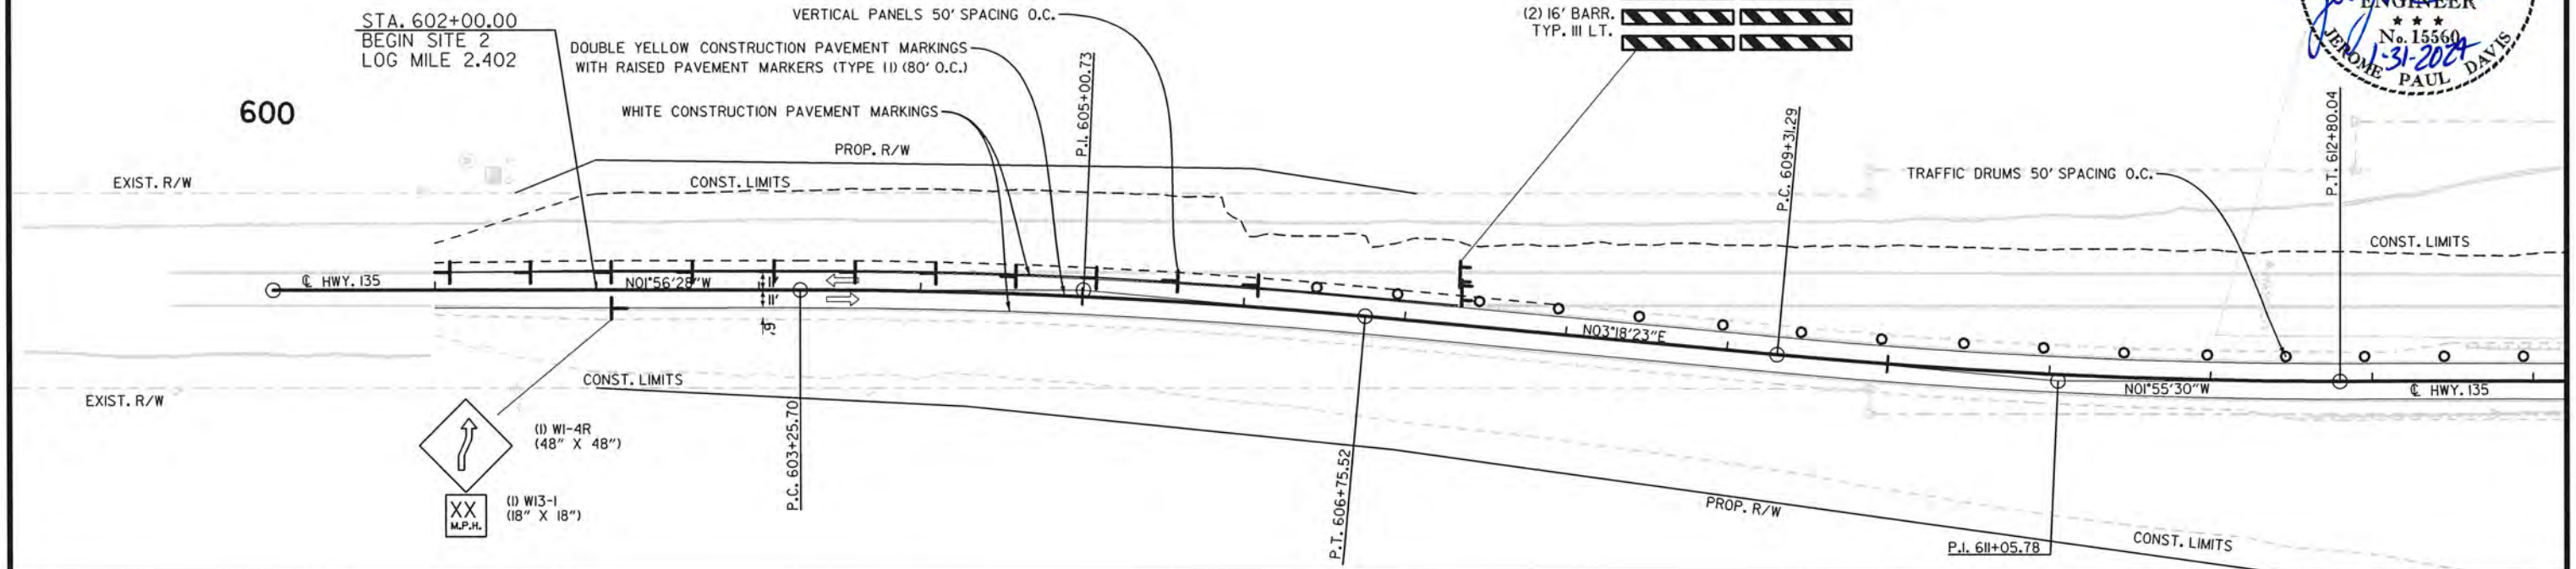 STA. 602+00.00
BEGIN SITE 2
LOG MILE 2.402
VERTICAL PANELS 50' SPACING O.C.
DOUBLE YELLOW CONSTRUCTION PAVEMENT MARKINGS
WITH RAISED PAVEMENT MARKERS (TYPE II) (80' O.C.)
WHITE CONSTRUCTION PAVEMENT MARKINGS
(2) 16' BARR.
TYP. III LT.
ENGINEER
★ ★ ★
No. 15560
1-31-2024
JEROME PAUL DAVIS
600
EXIST. R/W
PROP. R/W
CONST. LIMITS
P.I. 605+00.73
P.C. 609+31.29
TRAFFIC DRUMS 50' SPACING O.C.
P.T. 612+80.04
CONST. LIMITS
℄ HWY. 135
N01°56'28"W
11'
11'
6'
N03°18'23"E
N01°55'30"W
℄ HWY. 135
EXIST. R/W
CONST. LIMITS
(1) W1-4R
(48" X 48")
XX
M.P.H.
(1) W13-1
(18" X 18")
P.C. 603+25.70
P.T. 606+75.52
PROP. R/W
P.I. 611+05.78
CONST. LIMITS